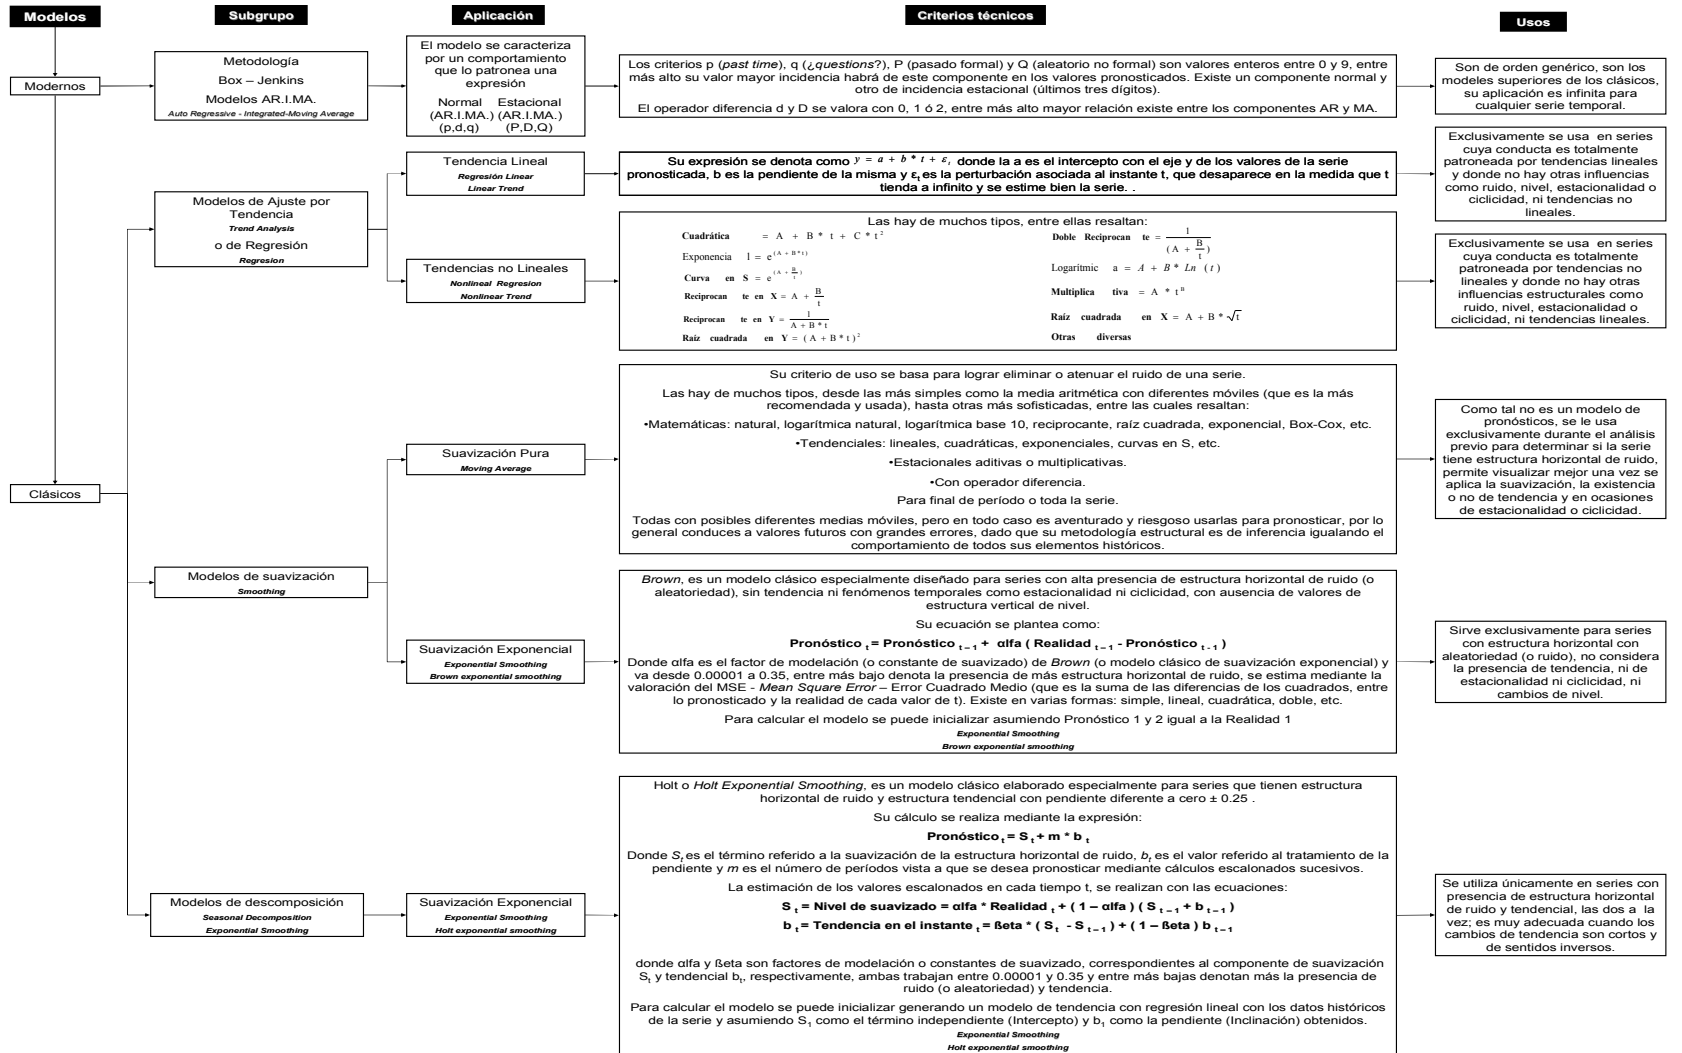 Modelos
Subgrupo
Aplicación
Criterios técnicos
Usos
Modernos
Metodología
Box – Jenkins
Modelos AR.I.MA.
Auto Regressive - Integrated-Moving Average
El modelo se caracteriza
por un comportamiento
que lo patronea una
expresión
Normal Estacional
(AR.I.MA.) (AR.I.MA.)
(p,d,q) (P,D,Q)
Los criterios p (past time), q (¿questions?), P (pasado formal) y Q (aleatorio no formal) son valores enteros entre 0 y 9, entre
más alto su valor mayor incidencia habrá de este componente en los valores pronosticados. Existe un componente normal y
otro de incidencia estacional (últimos tres dígitos).
El operador diferencia d y D se valora con 0, 1 ó 2, entre más alto mayor relación existe entre los componentes AR y MA.
Son de orden genérico, son los
modeles superiores de los clásicos,
su aplicación es infinita para
cualquier serie temporal.
Clásicos
Modelos de Ajuste por
Tendencia
Trend Analysis
o de Regresión
Regresion
Tendencia Lineal
Regresión Linear
Linear Trend
Su expresión se denota como y = a + b * t + ε t donde la a es el intercepto con el eje y de los valores de la serie
pronosticada, b es la pendiente de la misma y εt es la perturbación asociada al instante t, que desaparece en la medida que t
tienda a infinito y se estime bien la serie. .
Exclusivamente se usa en series
cuya conducta es totalmente
patroneada por tendencias lineales
y donde no hay otras influencias
como ruido, nivel, estacionalidad o
ciclicidad, ni tendencias no
lineales.
Tendencias no Lineales
Nonlineal Regresion
Nonlinear Trend
Las hay de muchos tipos, entre ellas resaltan:
Cuadrática = A + B * t + C * t 2
Exponencia l = e (A + B*t)
Curva en S = e (A + B/t)
Reciprocan te en X = A + B/t
Reciprocan te en Y = 1/(A + B * t)
Raíz cuadrada en Y = ( A + B * t ) 2
Doble Reciprocan te = 1/(A + B/t)
Logarítmic a = A + B * Ln (t)
Multiplica tiva = A * t B
Raíz cuadrada en X = A + B * √t
Otras diversas
Exclusivamente se usa en series
cuya conducta es totalmente
patroneada por tendencias no
lineales y donde no hay otras
influencias estructurales como
ruido, nivel, estacionalidad o
ciclicidad, ni tendencias lineales.
Modelos de suavización
Smoothing
Suavización Pura
Moving Average
Su criterio de uso se basa para lograr eliminar o atenuar el ruido de una serie.
Las hay de muchos tipos, desde las más simples como la media aritmética con diferentes móviles (que es la más
recomendada y usada), hasta otras más sofisticadas, entre las cuales resaltan:
•Matemáticas: natural, logarítmica natural, logarítmica base 10, reciprocante, raíz cuadrada, exponencial, Box-Cox, etc.
•Tendenciales: lineales, cuadráticas, exponenciales, curvas en S, etc.
•Estacionales aditivas o multiplicativas.
•Con operador diferencia.
Para final de período o toda la serie.
Todas con posibles diferentes medias móviles, pero en todo caso es aventurado y riesgoso usarlas para pronosticar, por lo
general conduces a valores futuros con grandes errores, dado que su metodología estructural es de inferencia igualando el
comportamiento de todos sus elementos históricos.
Como tal no es un modelo de
pronósticos, se le usa
exclusivamente durante el análisis
previo para determinar si la serie
tiene estructura horizontal de ruido,
permite visualizar mejor una vez se
aplica la suavización, la existencia
o no de tendencia y en ocasiones
de estacionalidad o ciclicidad.
Suavización Exponencial
Exponential Smoothing
Brown exponential smoothing
Brown, es un modelo clásico especialmente diseñado para series con alta presencia de estructura horizontal de ruido (o
aleatoriedad), sin tendencia ni fenómenos temporales como estacionalidad ni ciclicidad, con ausencia de valores de
estructura vertical de nivel.
Su ecuación se plantea como:
Pronóstico t = Pronóstico t – 1 + αlfa ( Realidad t – 1 - Pronóstico t - 1 )
Donde αlfa es el factor de modelación (o constante de suavizado) de Brown (o modelo clásico de suavización exponencial) y
va desde 0.00001 a 0.35, entre más bajo denota la presencia de más estructura horizontal de ruido, se estima mediante la
valoración del MSE - Mean Square Error – Error Cuadrado Medio (que es la suma de las diferencias de los cuadrados, entre
lo pronosticado y la realidad de cada valor de t). Existe en varias formas: simple, lineal, cuadrática, doble, etc.
Para calcular el modelo se puede inicializar asumiendo Pronóstico 1 y 2 igual a la Realidad 1
Exponential Smoothing
Brown exponential smoothing
Sirve exclusivamente para series
con estructura horizontal con
aleatoriedad (o ruido), no considera
la presencia de tendencia, ni de
estacionalidad ni ciclicidad, ni
cambios de nivel.
Modelos de descomposición
Seasonal Decomposition
Exponential Smoothing
Suavización Exponencial
Exponential Smoothing
Holt exponential smoothing
Holt o Holt Exponential Smoothing, es un modelo clásico elaborado especialmente para series que tienen estructura
horizontal de ruido y estructura tendencial con pendiente diferente a cero ± 0.25 .
Su cálculo se realiza mediante la expresión:
Pronóstico t = S t + m * b t
Donde St es el término referido a la suavización de la estructura horizontal de ruido, bt es el valor referido al tratamiento de la
pendiente y m es el número de períodos vista a que se desea pronosticar mediante cálculos escalonados sucesivos.
La estimación de los valores escalonados en cada tiempo t, se realizan con las ecuaciones:
S t = Nivel de suavizado = αlfa * Realidad t + ( 1 – αlfa ) ( S t – 1 + b t – 1 )
b t = Tendencia en el instante t = ßeta * ( S t - S t – 1 ) + ( 1 – ßeta ) b t – 1
donde αlfa y ßeta son factores de modelación o constantes de suavizado, correspondientes al componente de suavización
St y tendencial bt, respectivamente, ambas trabajan entre 0.00001 y 0.35 y entre más bajas denotan más la presencia de
ruido (o aleatoriedad) y tendencia.
Para calcular el modelo se puede inicializar generando un modelo de tendencia con regresión lineal con los datos históricos
de la serie y asumiendo S1 como el término independiente (Intercepto) y b1 como la pendiente (Inclinación) obtenidos.
Exponential Smoothing
Holt exponential smoothing
Se utiliza únicamente en series con
presencia de estructura horizontal
de ruido y tendencial, las dos a la
vez; es muy adecuada cuando los
cambios de tendencia son cortos y
de sentidos inversos.